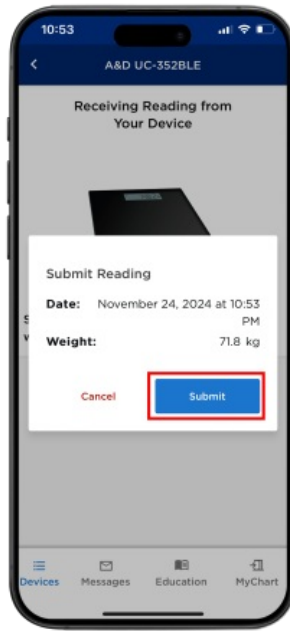 10:53
A&D UC-352BLE
Receiving Reading from
Your Device
Submit Reading
Date: November 24, 2024 at 10:53
PM
Weight: 71.8 kg
Cancel
Submit
Devices
Messages
Education
MyChart